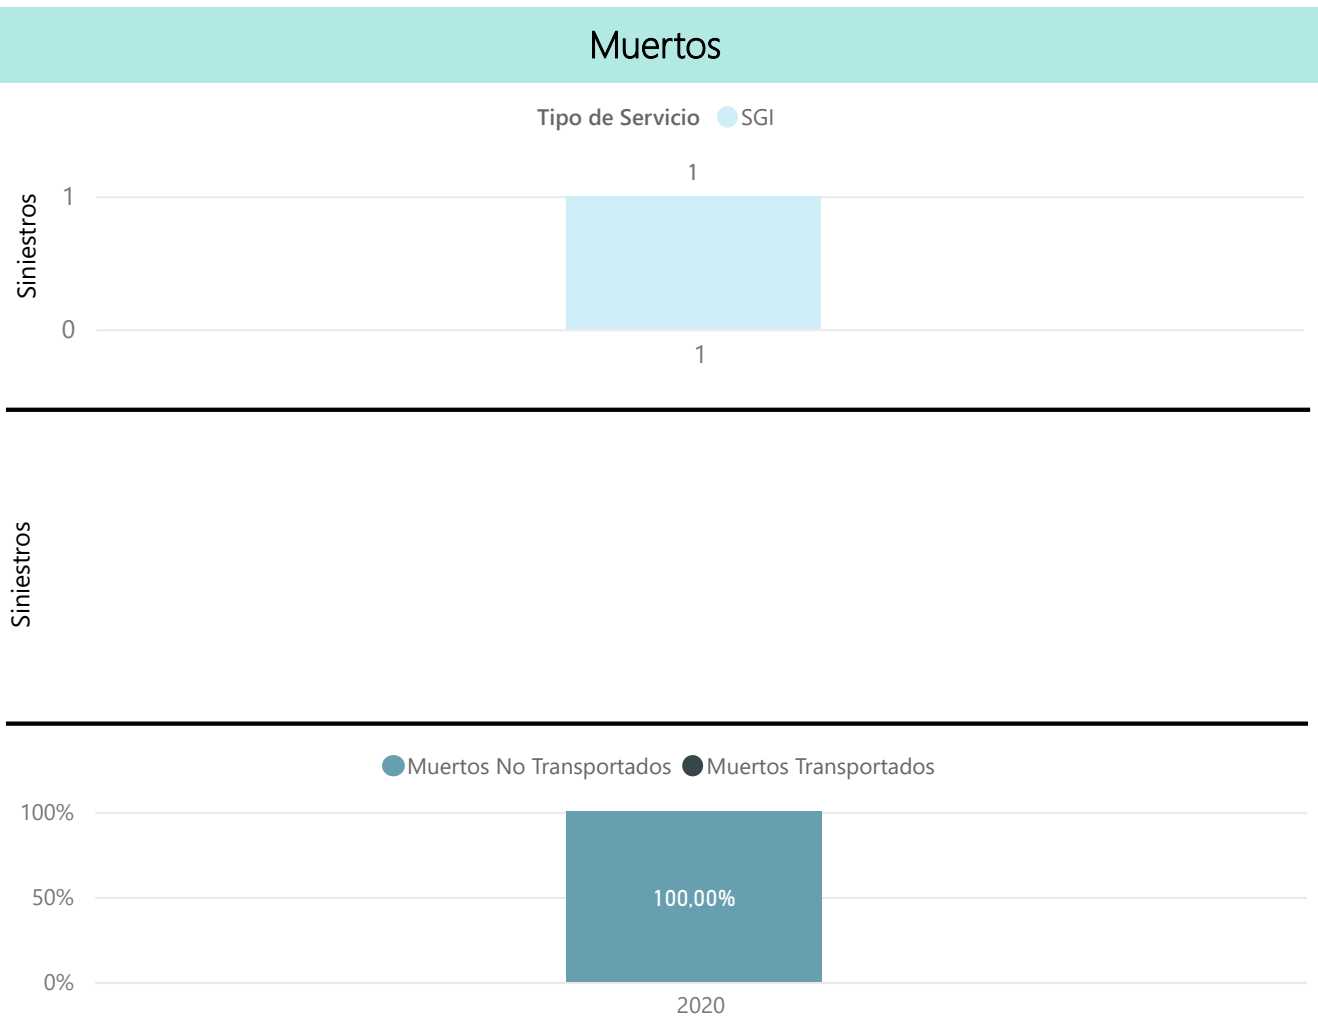 Muertos
Tipo de Servicio SGI
1
Siniestros
1
0
1
Siniestros
Muertos No Transportados Muertos Transportados
100%
50%
0%
100,00%
2020